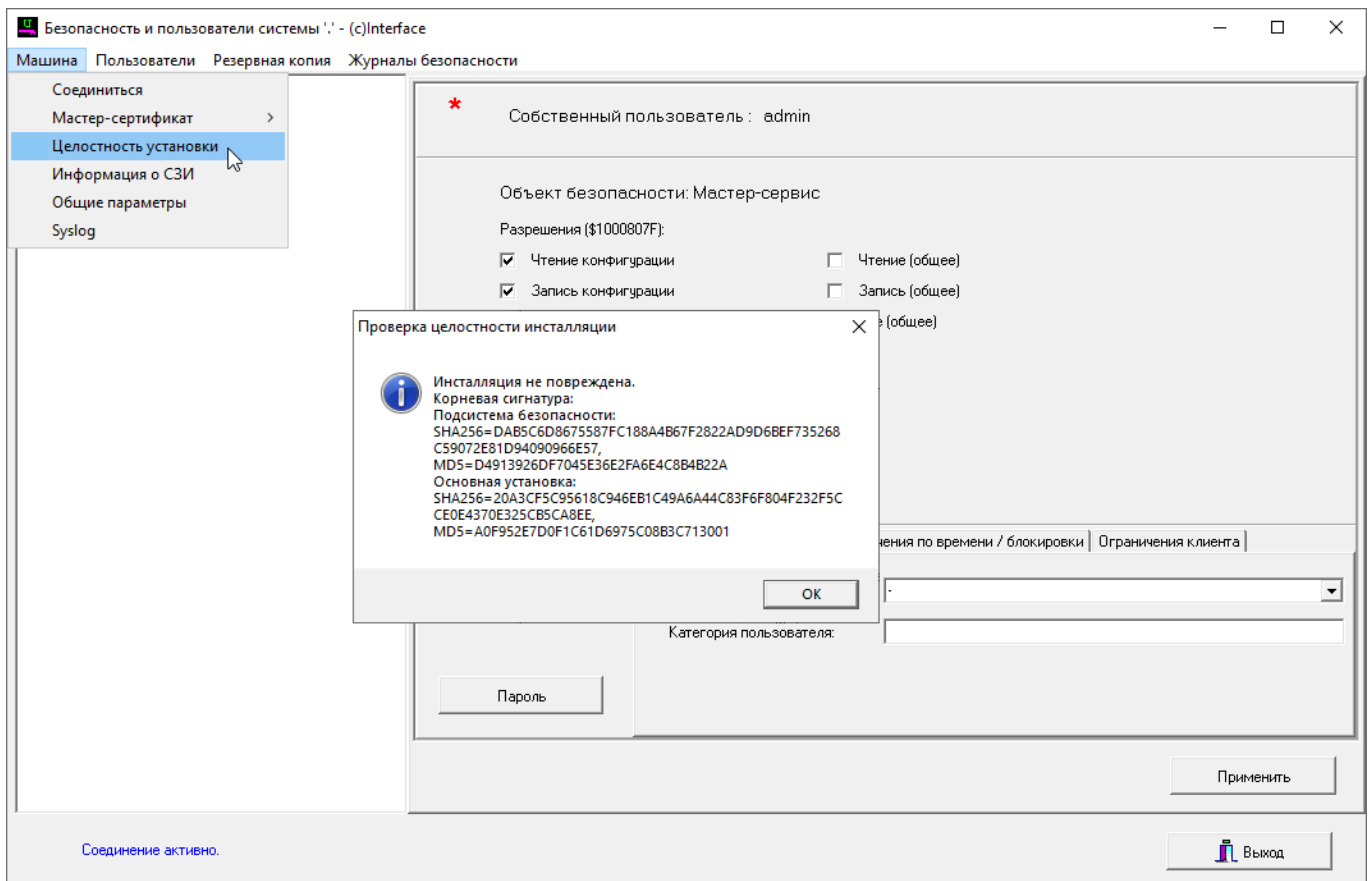 Безопасность и пользователи системы '.' - (c)Interface
Машина Пользователи Резервная копия Журналы безопасности
Соединиться
Мастер-сертификат
Целостность установки
Информация о СЗИ
Общие параметры
Syslog
* Собственный пользователь : admin
Объект безопасности: Мастер-сервис
Разрешения ($1000807F):
Чтение конфигурации Чтение (общее)
Запись конфигурации Запись (общее)
(общее)
Проверка целостности инсталляции
Инсталляция не повреждена.
Корневая сигнатура:
Подсистема безопасности:
SHA256=DAB5C6D8675587FC188A4B67F2822AD9D6BEF735268
C59072E81D94090966E57,
MD5=D4913926DF7045E36E2FA6E4C8B4B22A
Основная установка:
SHA256=20A3CF5C95618C946EB1C49A6A44C83F6F804F232F5C
CE0E4370E325CB5CA8EE,
MD5=A0F952E7D0F1C61D6975C08B3C713001
OK
чения по времени / блокировки Ограничения клиента
-
Категория пользователя:
Пароль
Применить
Соединение активно.
Выход